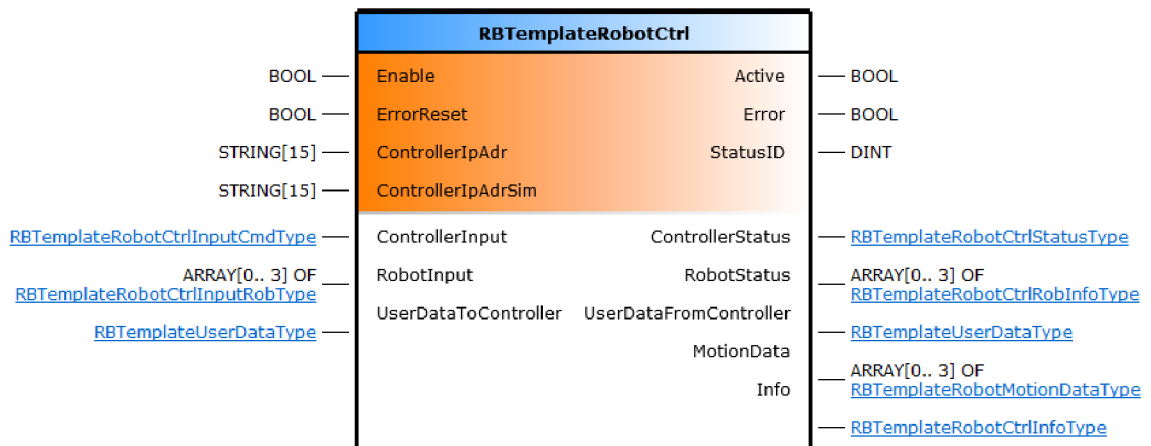 RBTemplateRobotCtrl
BOOL Enable Active BOOL
BOOL ErrorReset Error BOOL
STRING[15] ControllerIpAdr StatusID DINT
STRING[15] ControllerIpAdrSim
RBTemplateRobotCtrlInputCmdType ControllerInput ControllerStatus RBTemplateRobotCtrlStatusType
ARRAY[0.. 3] OF RobotInput RobotStatus ARRAY[0.. 3] OF
RBTemplateRobotCtrlInputRobType RBTemplateRobotCtrlRobInfoType
UserDataToController UserDataFromController
RBTemplateUserDataType RBTemplateUserDataType
MotionData
ARRAY[0.. 3] OF
Info RBTemplateRobotMotionDataType
RBTemplateRobotCtrlInfoType